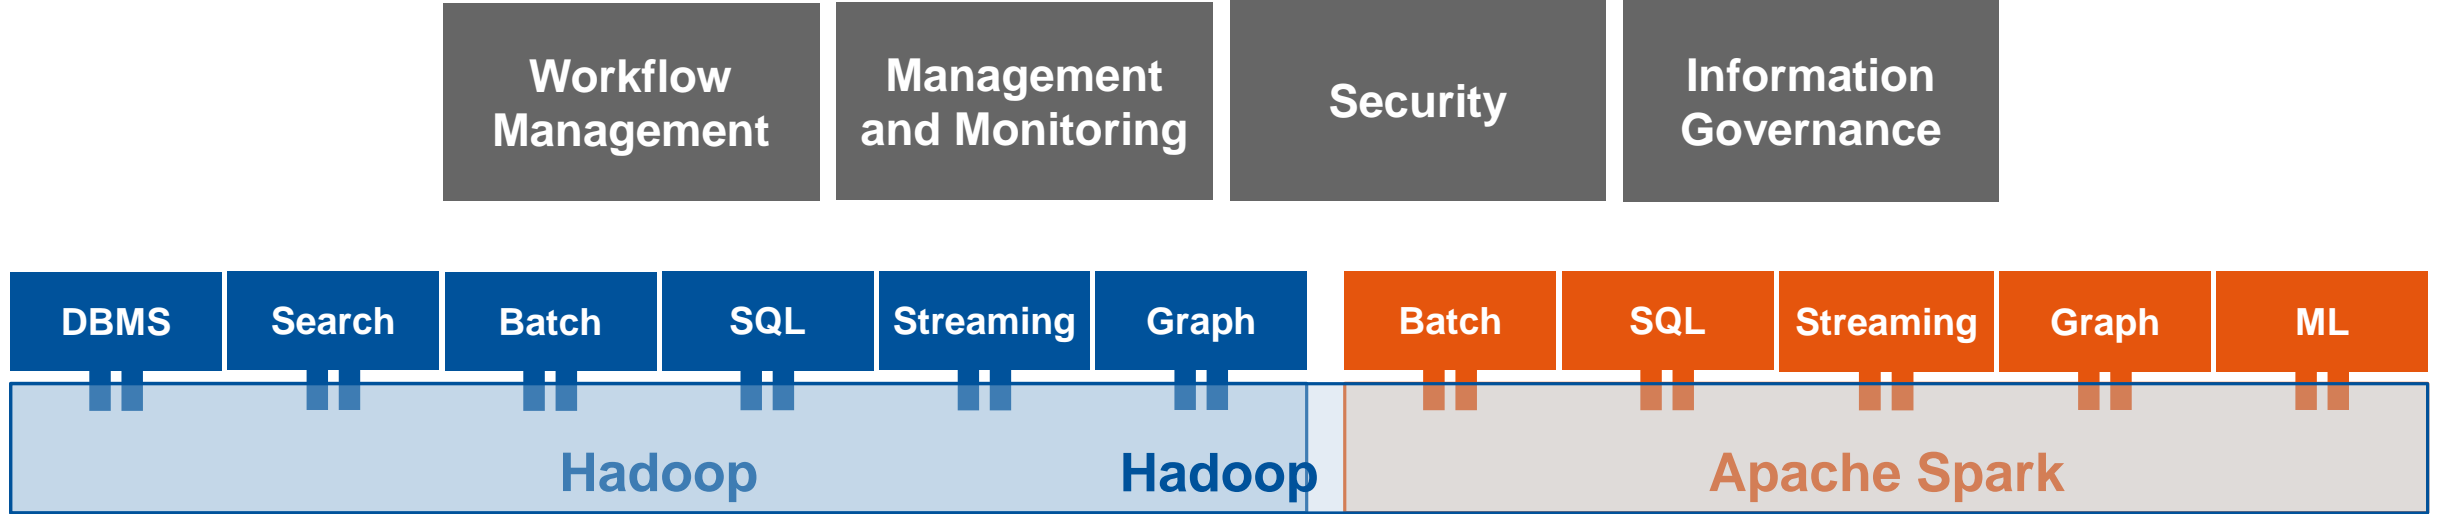 Workflow
Management
Management
and Monitoring
Security
Information
Governance
DBMS
Search
Batch
SQL
Streaming
Graph
Batch
SQL
Streaming
Graph
ML
Hadoop
Hadoop
Apache Spark